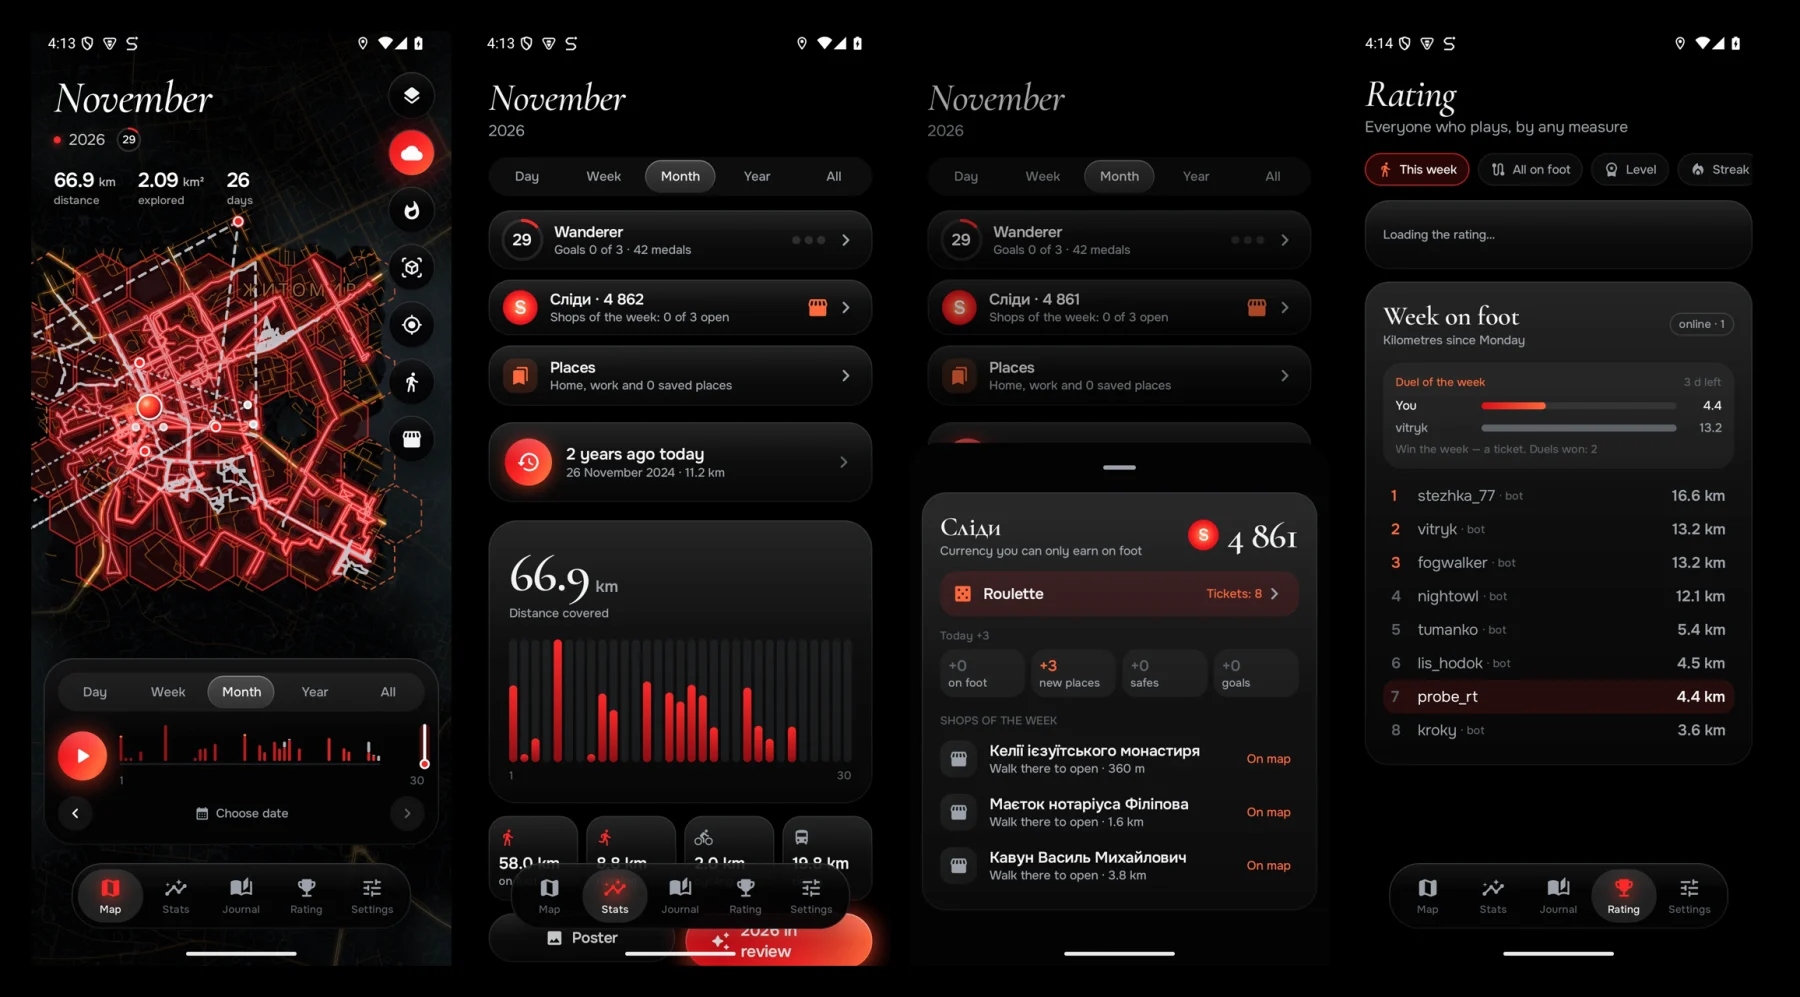 4:13
November
2026
29
66.9 km
2.09 km²
26
distance
explored
days
ЖИТОМИР
Day
Week
Month
Year
All
1
30
Choose date
Map
Stats
Journal
Rating
Settings
4:13
November
2026
Day
Week
Month
Year
All
29
Wanderer
Goals 0 of 3 · 42 medals
S
Сліди · 4 862
Shops of the week: 0 of 3 open
Places
Home, work and 0 saved places
2 years ago today
26 November 2024 · 11.2 km
66.9 km
Distance covered
1
30
58.0 km
8.8 km
2.0 km
19.8 km
Map
Stats
Journal
Rating
Settings
Poster
2026 in
review
November
2026
Day
Week
Month
Year
All
29
Wanderer
Goals 0 of 3 · 42 medals
S
Сліди · 4 861
Shops of the week: 0 of 3 open
Places
Home, work and 0 saved places
Сліди
S
4 861
Currency you can only earn on foot
Roulette
Tickets: 8
Today +3
+0
on foot
+3
new places
+0
safes
+0
goals
SHOPS OF THE WEEK
Келії ієзуїтського монастиря
Walk there to open · 360 m
On map
Маєток нотаріуса Філіпова
Walk there to open · 1.6 km
On map
Кавун Василь Михайлович
Walk there to open · 3.8 km
On map
4:14
Rating
Everyone who plays, by any measure
This week
All on foot
Level
Streak
Loading the rating...
Week on foot
online · 1
Kilometres since Monday
Duel of the week
3 d left
You
4.4
vitryk
13.2
Win the week — a ticket. Duels won: 2
1 stezhka_77 · bot 16.6 km
2 vitryk · bot 13.2 km
3 fogwalker · bot 13.2 km
4 nightowl · bot 12.1 km
5 tumanko · bot 5.4 km
6 lis_hodok · bot 4.5 km
7 probe_rt 4.4 km
8 kroky · bot 3.6 km
Map
Stats
Journal
Rating
Settings